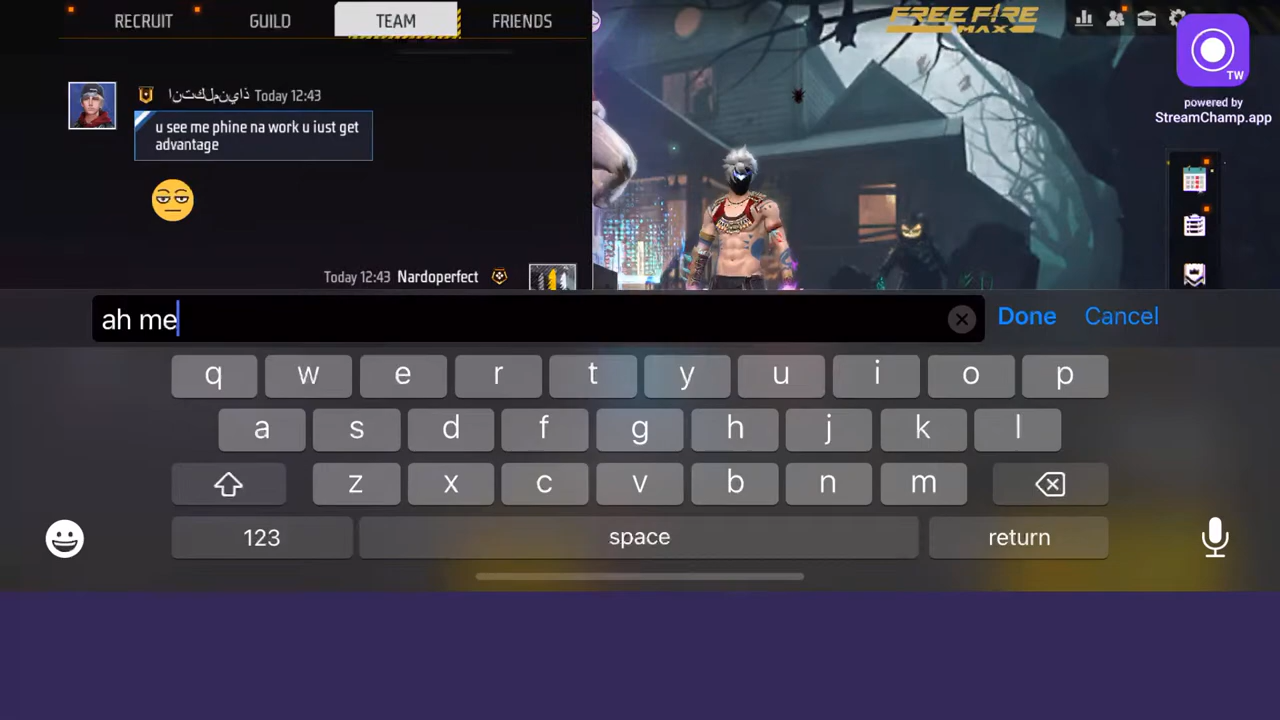 RECRUIT
GUILD
TEAM
FRIENDS
FREE FIRE
MAX
TW
powered by
StreamChamp.app
انتكلمنياذ Today 12:43
u see me phine na work u iust get
advantage
Today 12:43 Nardoperfect
ah me
Done
Cancel
q w e r t y u i o p
a s d f g h j k l
z x c v b n m
123
space
return